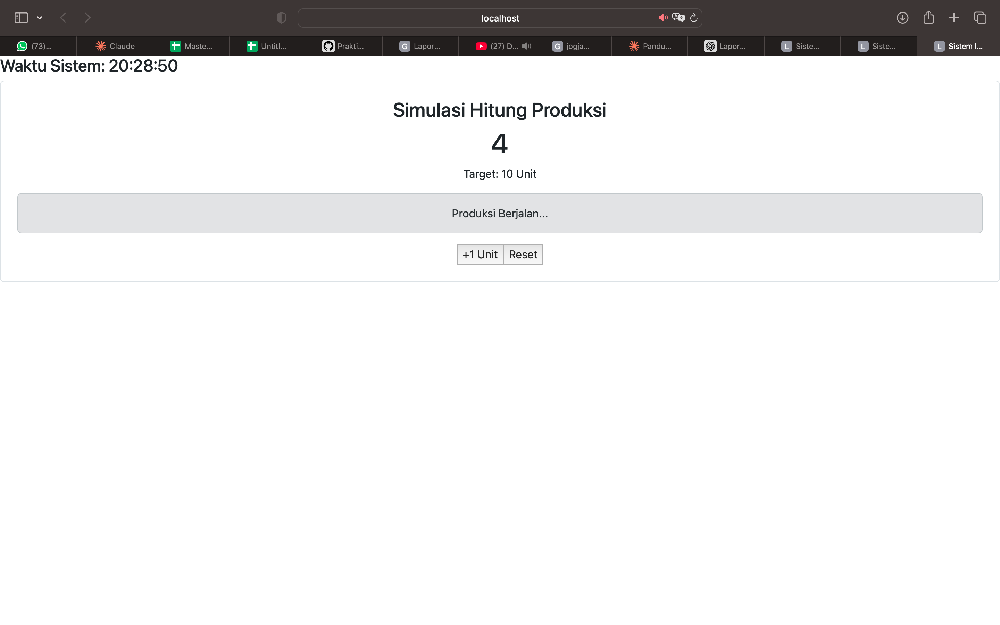 localhost
(73)...
Claude
Maste...
Untitl...
Prakti...
G Lapor...
(27) D...
G jogja...
Pandu...
Lapor...
L Siste...
L Siste...
L Sistem I...
Waktu Sistem: 20:28:50
Simulasi Hitung Produksi
4
Target: 10 Unit
Produksi Berjalan...
+1 Unit Reset